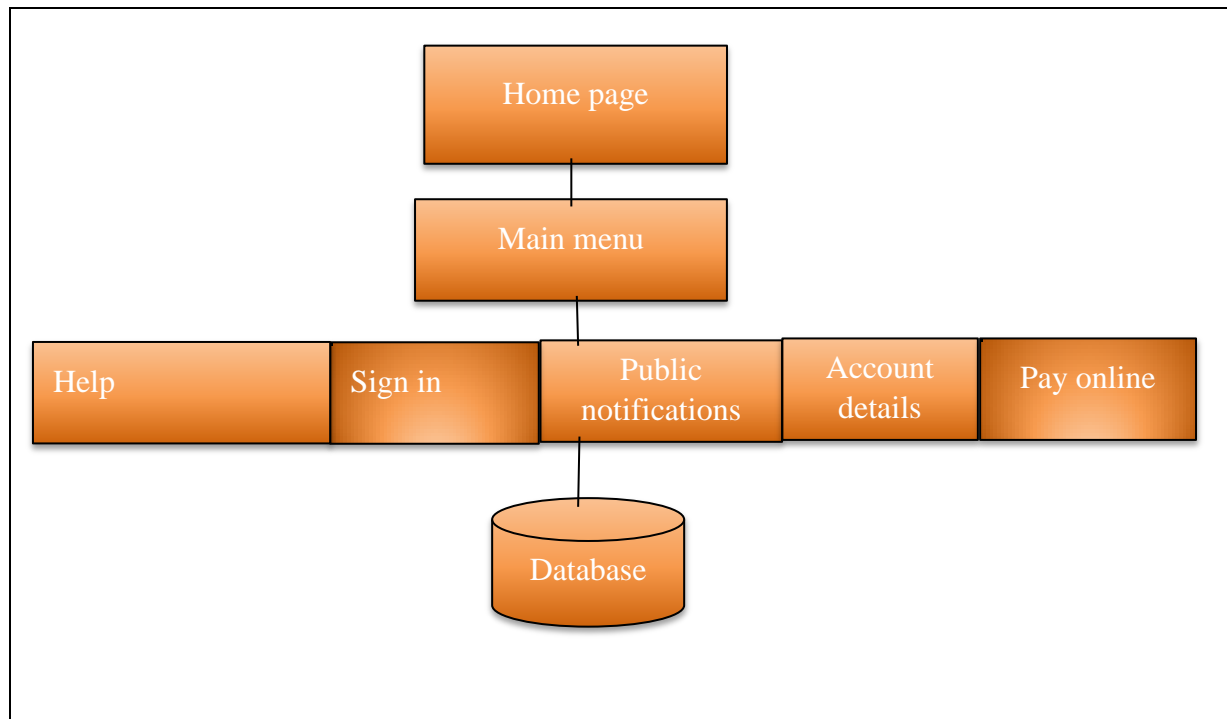 Home page
Main menu
Help
Sign in
Public
notifications
Account
details
Pay online
Database